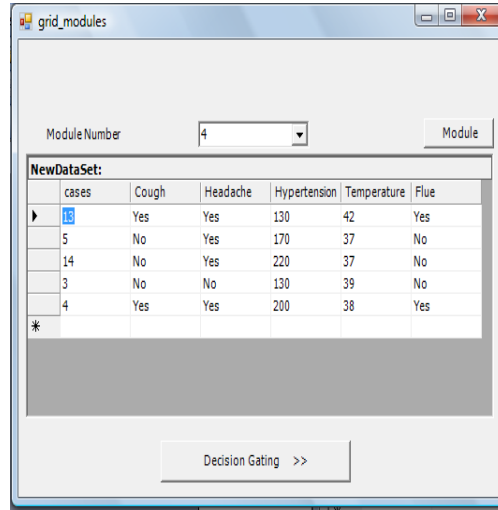 grid_modules
Module Number 4 Module
NewDataSet:
cases Cough Headache Hypertension Temperature Flue
13 Yes Yes 130 42 Yes
5 No Yes 170 37 No
14 No Yes 220 37 No
3 No No 130 39 No
4 Yes Yes 200 38 Yes
Decision Gating >>